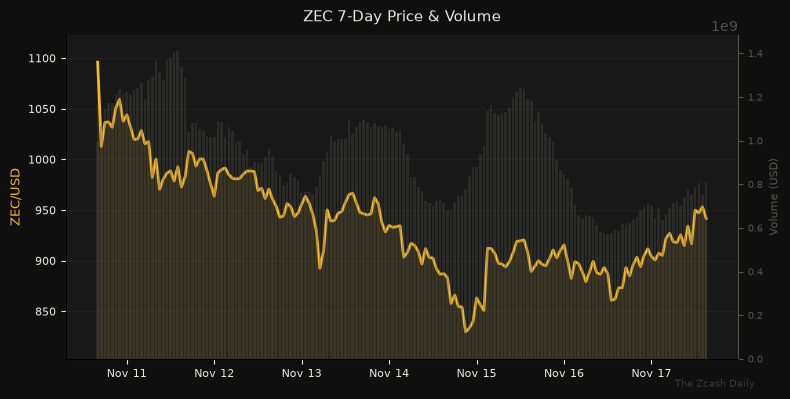 ZEC 7-Day Price & Volume
1e9
1100
1050
1000
950
900
850
ZEC/USD
1.4
1.2
1.0
0.8
0.6
0.4
0.2
0.0
Volume (USD)
Nov 11 Nov 12 Nov 13 Nov 14 Nov 15 Nov 16 Nov 17
The Zcash Daily